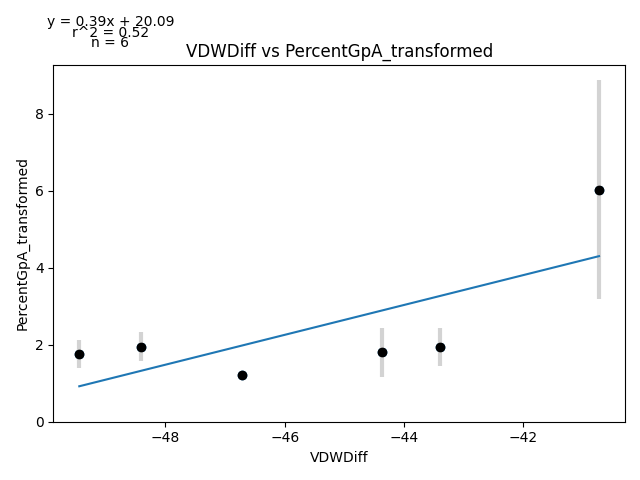 y = 0.39x + 20.09
r^2 = 0.52
n = 6
VDWDiff vs PercentGpA_transformed
PercentGpA_transformed
8
6
4
2
0
−48
−46
−44
−42
VDWDiff